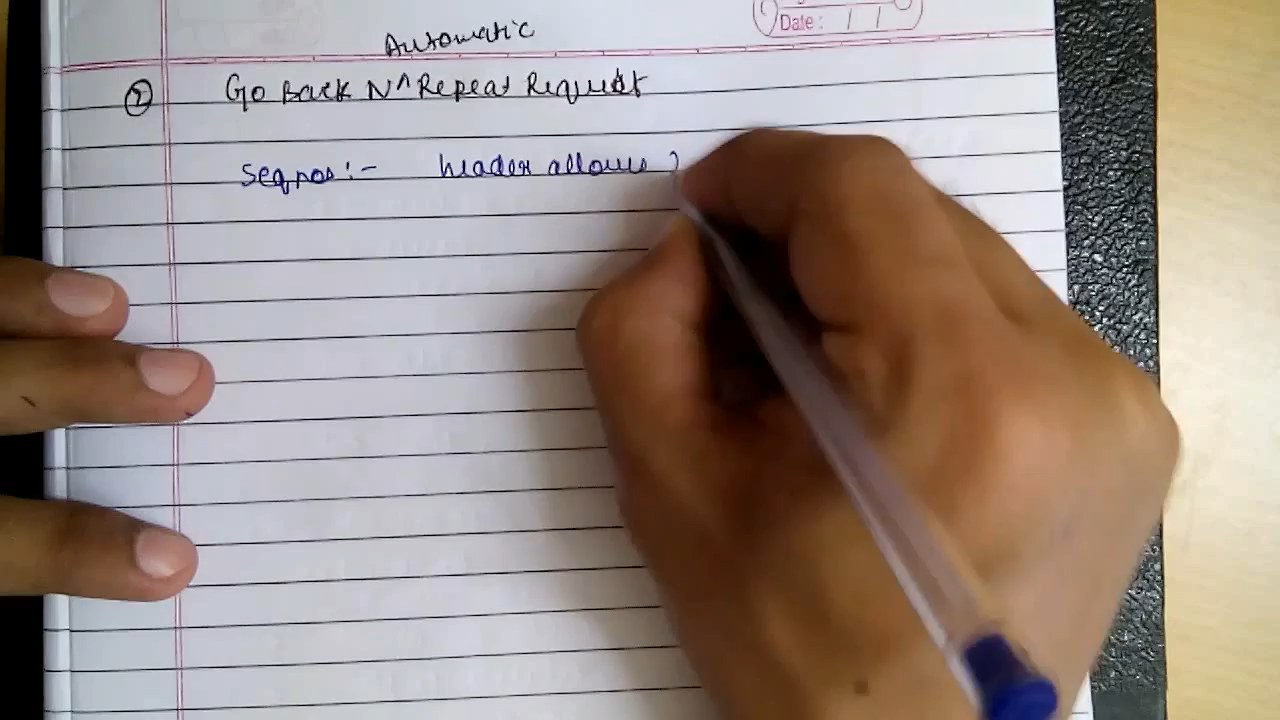 Date : / /
Automatic
② Go Back N^Repeat Request
Seqnos:- header allows